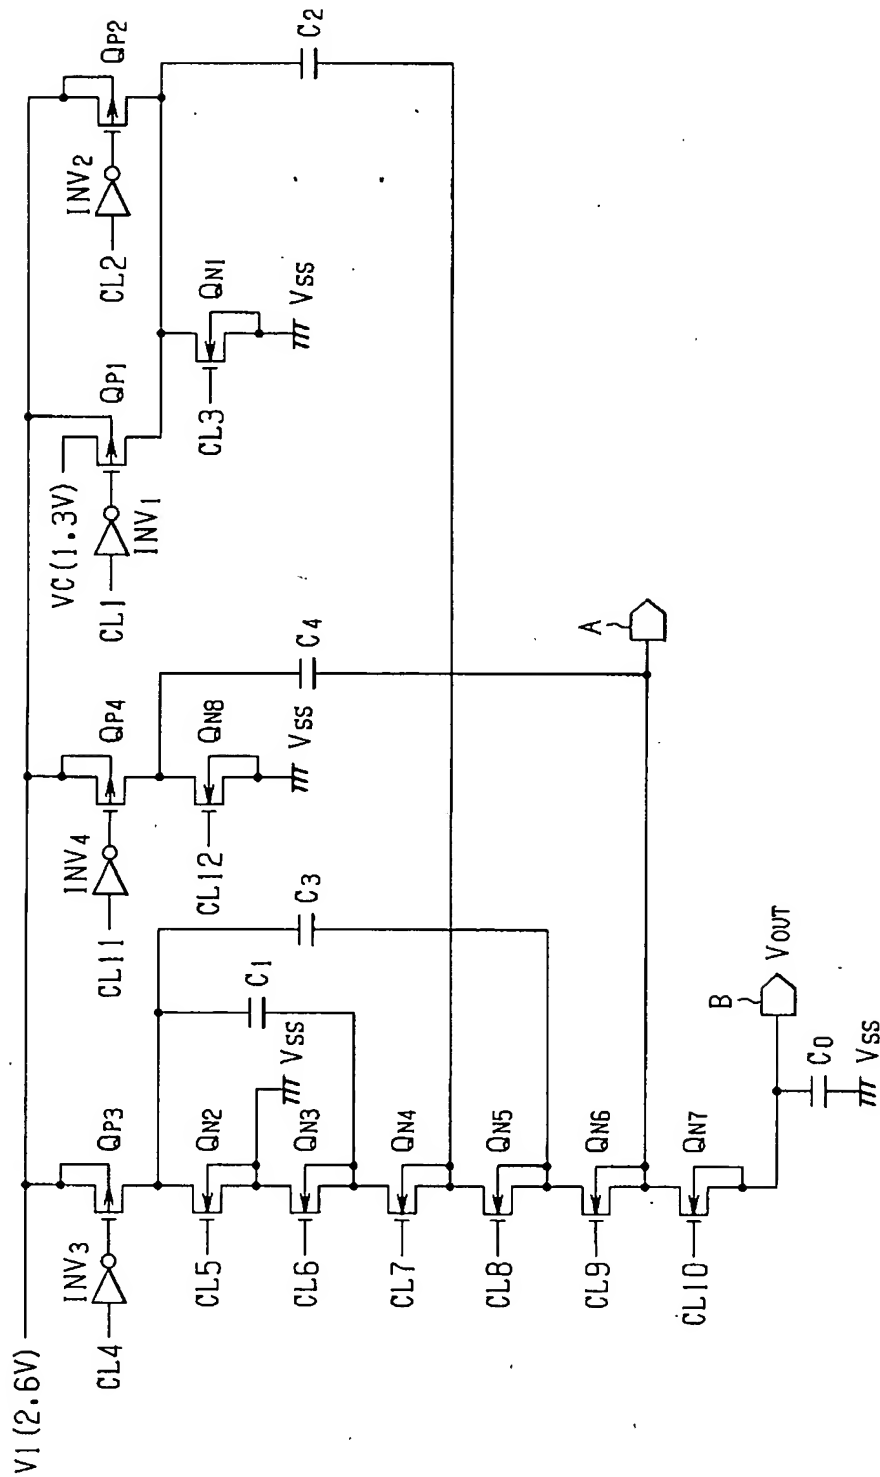 V1(2.6V)
CL4
INV3
QP3
CL5
QN2
VSS
CL6
QN3
C1
C3
CL7
QN4
CL8
QN5
CL9
QN6
CL10
QN7
B
VOUT
C0
VSS
CL11
INV4
QP4
CL12
QN8
VSS
C4
A
VC(1.3V)
CL1
INV1
QP1
CL3
QN1
VSS
CL2
INV2
QP2
C2